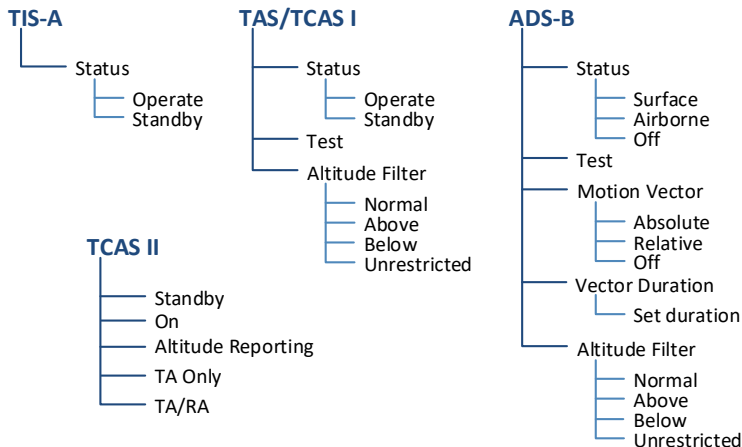 TIS-A
Status
Operate
Standby
TAS/TCAS I
Status
Operate
Standby
Test
Altitude Filter
Normal
Above
Below
Unrestricted
ADS-B
Status
Surface
Airborne
Off
Test
Motion Vector
Absolute
Relative
Off
Vector Duration
Set duration
Altitude Filter
Normal
Above
Below
Unrestricted
TCAS II
Standby
On
Altitude Reporting
TA Only
TA/RA